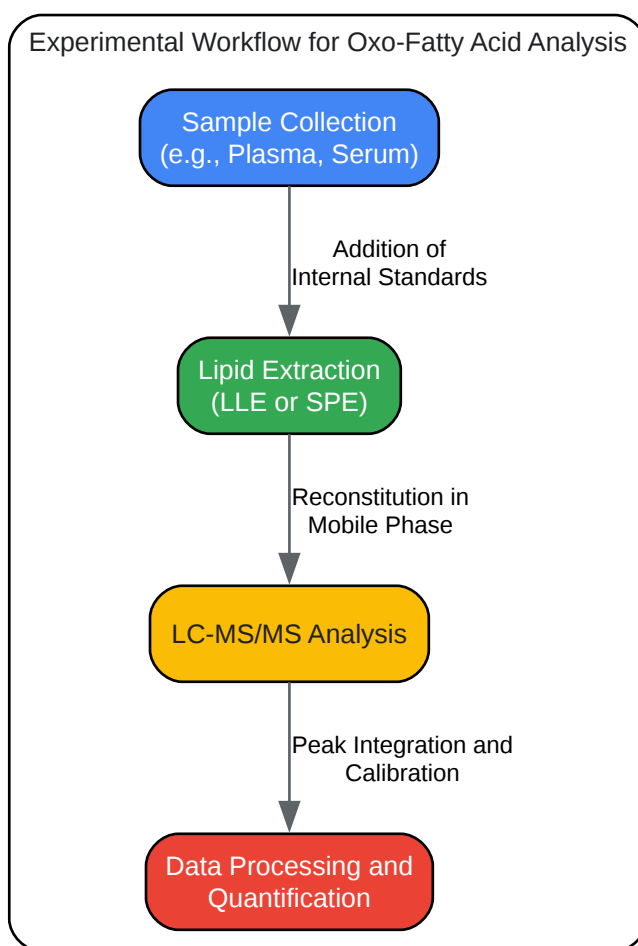 Experimental Workflow for Oxo-Fatty Acid Analysis
Sample Collection
(e.g., Plasma, Serum)
Addition of
Internal Standards
Lipid Extraction
(LLE or SPE)
Reconstitution in
Mobile Phase
LC-MS/MS Analysis
Peak Integration and
Calibration
Data Processing and
Quantification